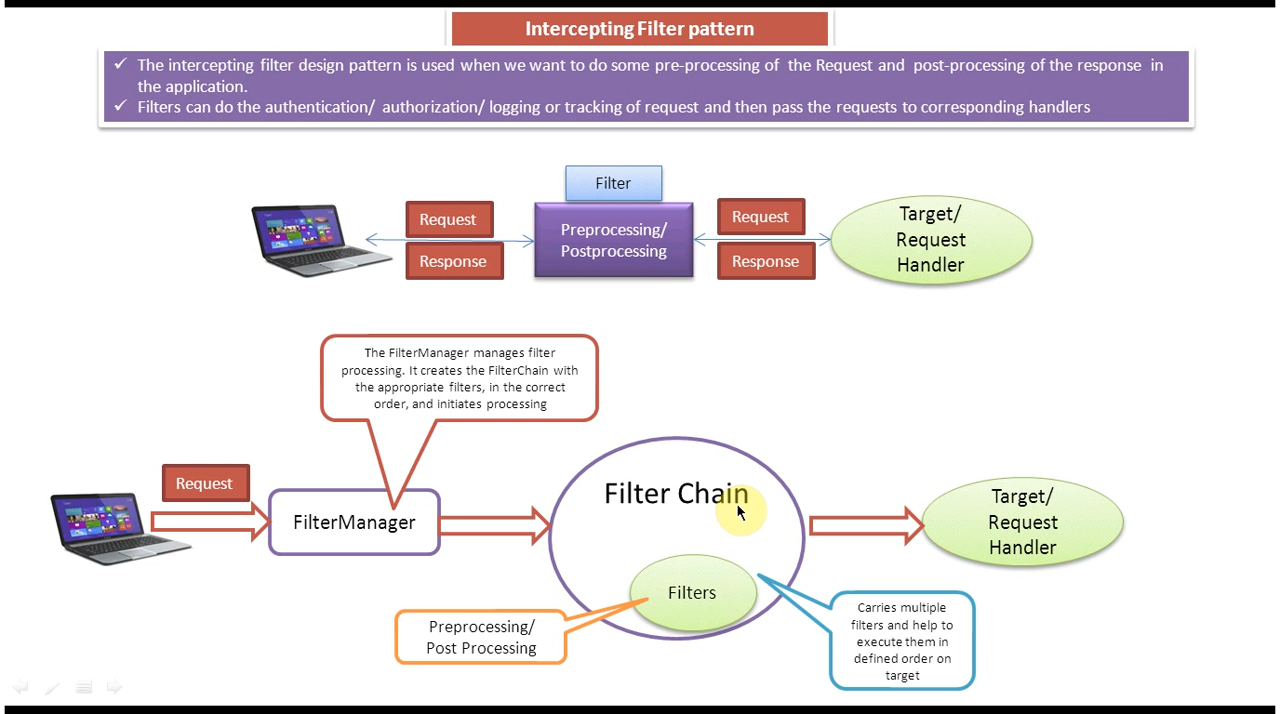 Intercepting Filter pattern
✓ The intercepting filter design pattern is used when we want to do some pre-processing of the Request and post-processing of the response in
the application.
✓ Filters can do the authentication/ authorization/ logging or tracking of request and then pass the requests to corresponding handlers
Filter
Request
Response
Preprocessing/
Postprocessing
Request
Response
Target/
Request
Handler
The FilterManager manages filter
processing. It creates the FilterChain with
the appropriate filters, in the correct
order, and initiates processing
Request
FilterManager
Filter Chain
Filters
Target/
Request
Handler
Preprocessing/
Post Processing
Carries multiple
filters and help to
execute them in
defined order on
target